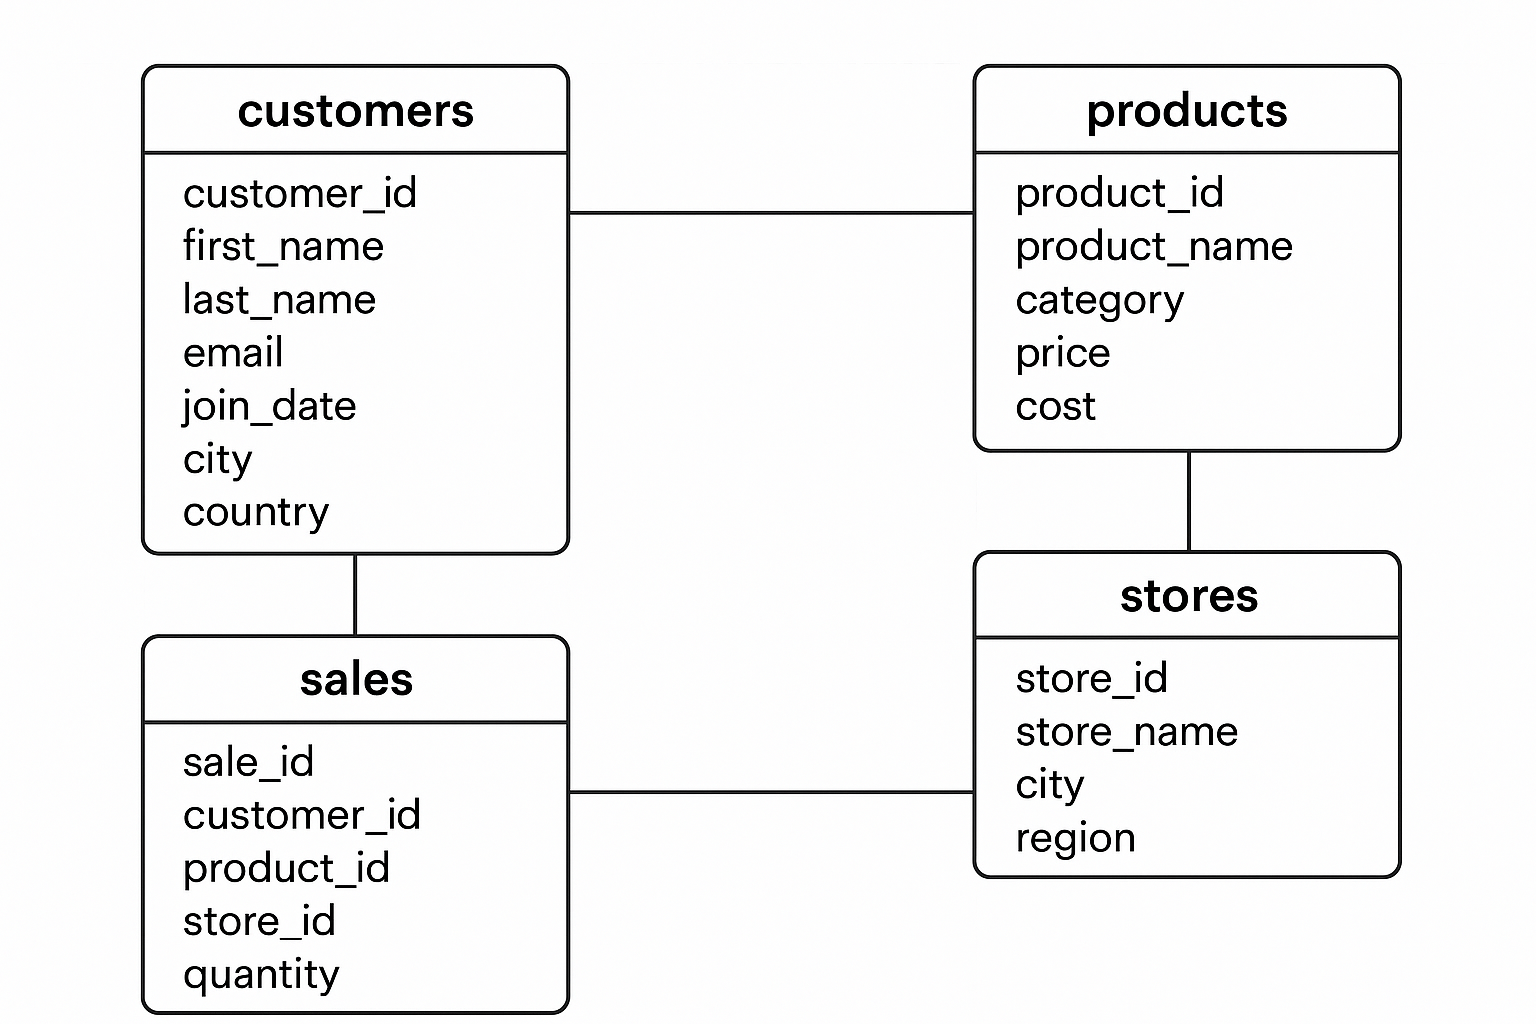 customers
customer_id
first_name
last_name
email
join_date
city
country
products
product_id
product_name
category
price
cost
sales
sale_id
customer_id
product_id
store_id
quantity
stores
store_id
store_name
city
region